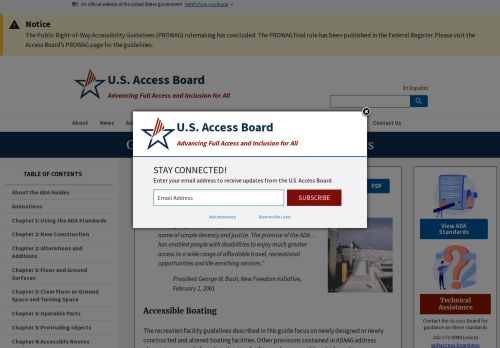 An official website of the United States government Here's how you know
Notice
The Public Right-of-Way Accessibility Guidelines (PROWAG) rulemaking has concluded. The PROWAG final rule has been published in the Federal Register. Please visit the
Access Board's PROWAG page for the guidelines.
U.S. Access Board
Advancing Full Access and Inclusion for All
En Español
About News Contact Us
U.S. Access Board
Advancing Full Access and Inclusion for All
STAY CONNECTED!
Enter your email address to receive updates from the U.S. Access Board.
Email Address SUBSCRIBE
Not Interested Remind Me Later
TABLE OF CONTENTS
About the ADA Guides
Animations
Chapter 1: Using the ADA Standards
Chapter 2: New Construction
Chapter 2: Alterations and
Additions
Chapter 3: Floor and Ground
Surfaces
Chapter 3: Clear Floor or Ground
Space and Turning Space
Chapter 3: Operable Parts
Chapter 3: Protruding objects
Chapter 4: Accessible Routes
PDF
name of simple decency and justice. The promise of the ADA ...
has enabled people with disabilities to enjoy much greater
access to a wide range of affordable travel, recreational
opportunities and life-enriching services."
President George W. Bush, New Freedom Initiative,
February 1, 2001
Accessible Boating
The recreation facility guidelines described in this guide focus on newly designed or newly
constructed and altered boating facilities. Other provisions contained in ADAAG address
View ADA
Standards
Technical
Assistance
Contact the Access Board for
guidance on these standards
202-272-0080 (voice)
ta@access-board.gov